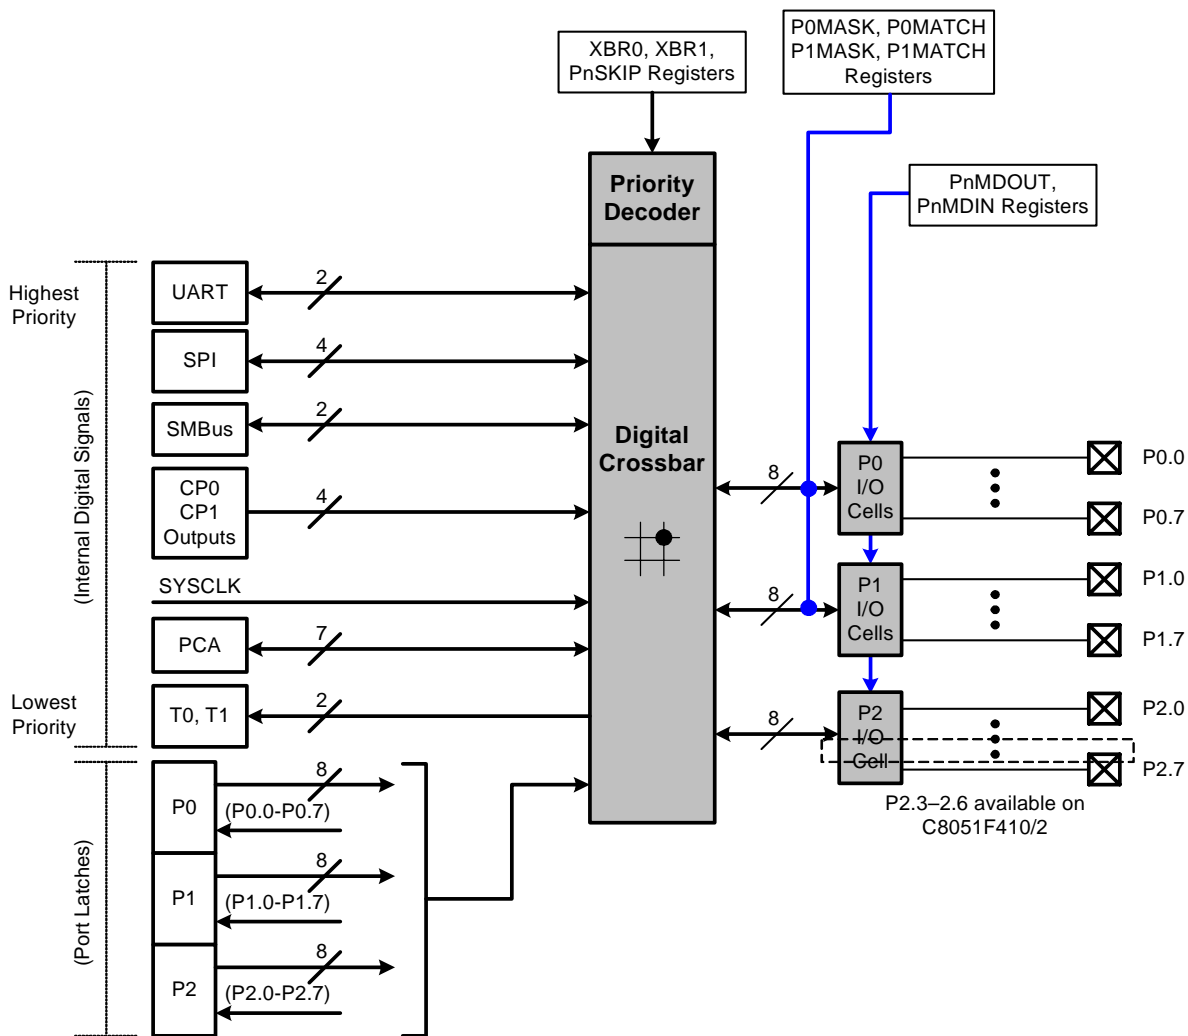 XBR0, XBR1,
PnSKIP Registers
P0MASK, P0MATCH
P1MASK, P1MATCH
Registers
PnMDOUT,
PnMDIN Registers
Priority
Decoder
Digital
Crossbar
Highest
Priority
(Internal Digital Signals)
Lowest
Priority
UART
2
SPI
4
SMBus
2
CP0
CP1
Outputs
4
SYSCLK
PCA
7
T0, T1
2
(Port Latches)
P0
8
(P0.0-P0.7)
P1
8
(P1.0-P1.7)
P2
8
(P2.0-P2.7)
8
P0
I/O
Cells
P0.0
P0.7
8
P1
I/O
Cells
P1.0
P1.7
8
P2
I/O
Cell
P2.0
P2.7
P2.3–2.6 available on
C8051F410/2